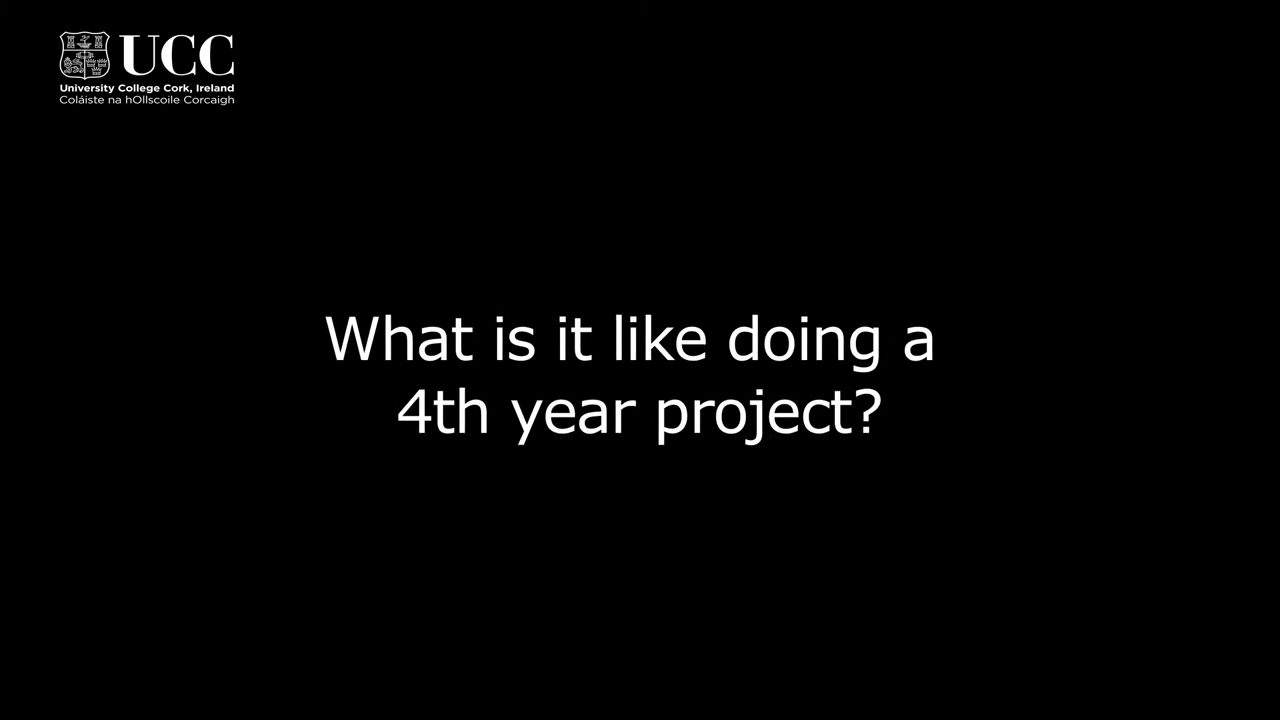 UCC
University College Cork, Ireland
Coláiste na hOllscoile Corcaigh
What is it like doing a
4th year project?